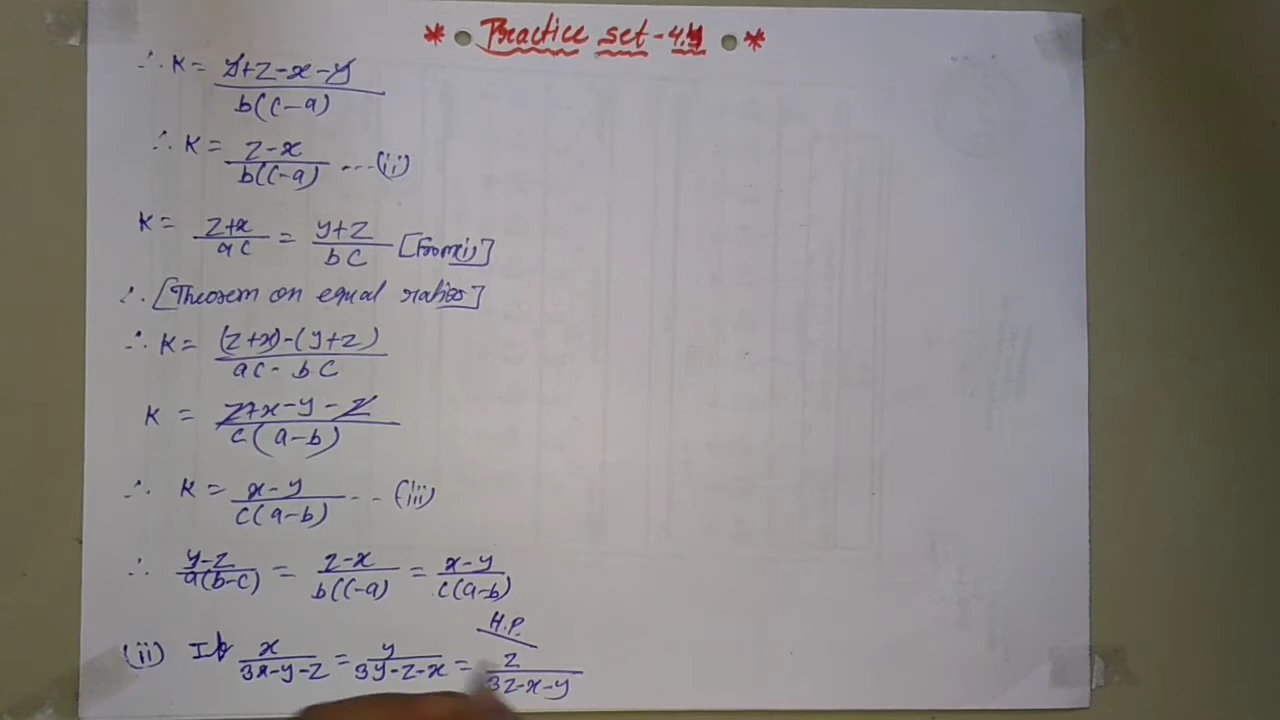 * • Practice set - 4.4 • *
∴ K = y+z-x-y / b(c-a)
∴ K = z-x / b(c-a) ---(ii)
K = z+x / ac = y+z / bc [From(i)]
∴ [Theorem on equal ratios]
∴ K = (z+x)-(y+z) / ac-bc
K = z+x-y-z / c(a-b)
∴ K = x-y / c(a-b) -- (iii)
∴ y-z / a(b-c) = z-x / b(c-a) = x-y / c(a-b)
H.P.
(ii) If x / 3x-y-z = y / 3y-z-x = z / 3z-x-y